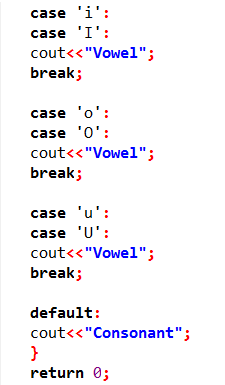 case 'i':
case 'I':
cout<<"Vowel";
break;
case 'o':
case 'O':
cout<<"Vowel";
break;
case 'u':
case 'U':
cout<<"Vowel";
break;
default:
cout<<"Consonant";
}
return 0;